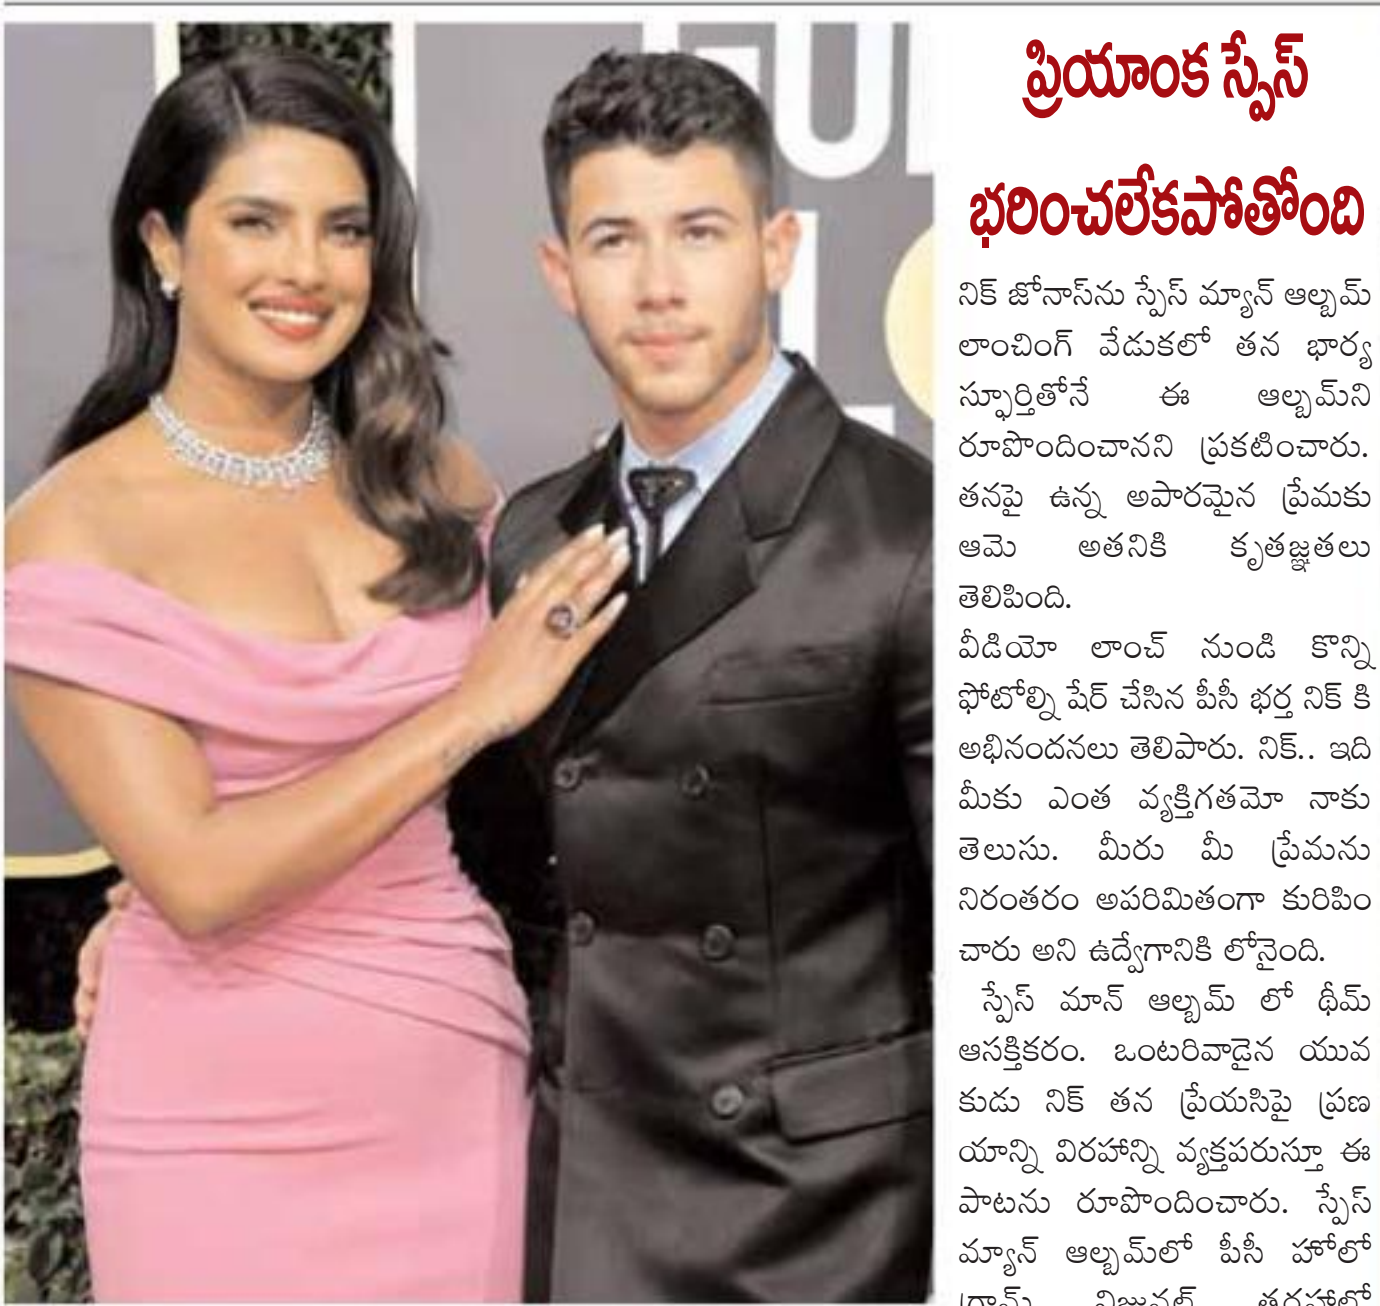 GU
L
ప్రియాంక స్పేస్
భరించలేకపోతోంది
నిక్ జోనాస్‌ను స్పేస్ మ్యాన్ ఆల్బమ్
లాంచింగ్ వేడుకలో తన భార్య
స్ఫూర్తితోనే ఈ ఆల్బమ్‌ని
రూపొందించానని ప్రకటించారు.
తనపై ఉన్న అపారమైన ప్రేమకు
ఆమె అతనికి కృతజ్ఞతలు
తెలిపింది.
వీడియో లాంచ్ నుండి కొన్ని
ఫోటోల్ని షేర్ చేసిన పీసీ భర్త నిక్ కి
అభినందనలు తెలిపారు. నిక్.. ఇది
మీకు ఎంత వ్యక్తిగతమో నాకు
తెలుసు. మీరు మీ ప్రేమను
నిరంతరం అపరిమితంగా కురిపిం
చారు అని ఉద్వేగానికి లోనైంది.
స్పేస్ మాన్ ఆల్బమ్ లో థీమ్
ఆసక్తికరం. ఒంటరివాడైన యువ
కుడు నిక్ తన ప్రేయసిపై ప్రణ
యాన్ని విరహాన్ని వ్యక్తపరుస్తూ ఈ
పాటను రూపొందించారు. స్పేస్
మ్యాన్ ఆల్బమ్‌లో పీసీ హోలో